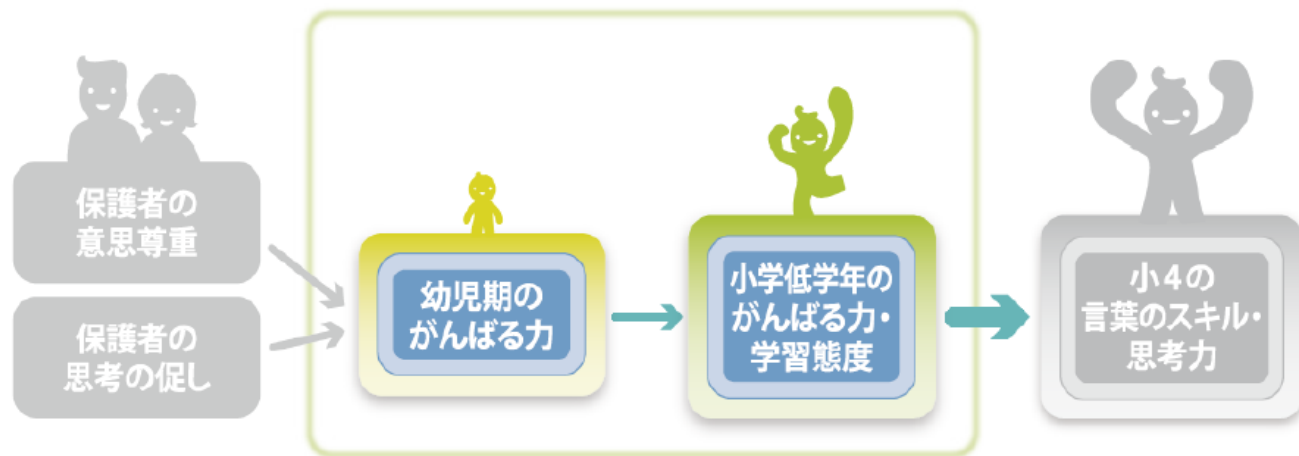 保護者の
意思尊重
保護者の
思考の促し
幼児期の
がんばる力
小学低学年の
がんばる力・
学習態度
小4の
言葉のスキル・
思考力